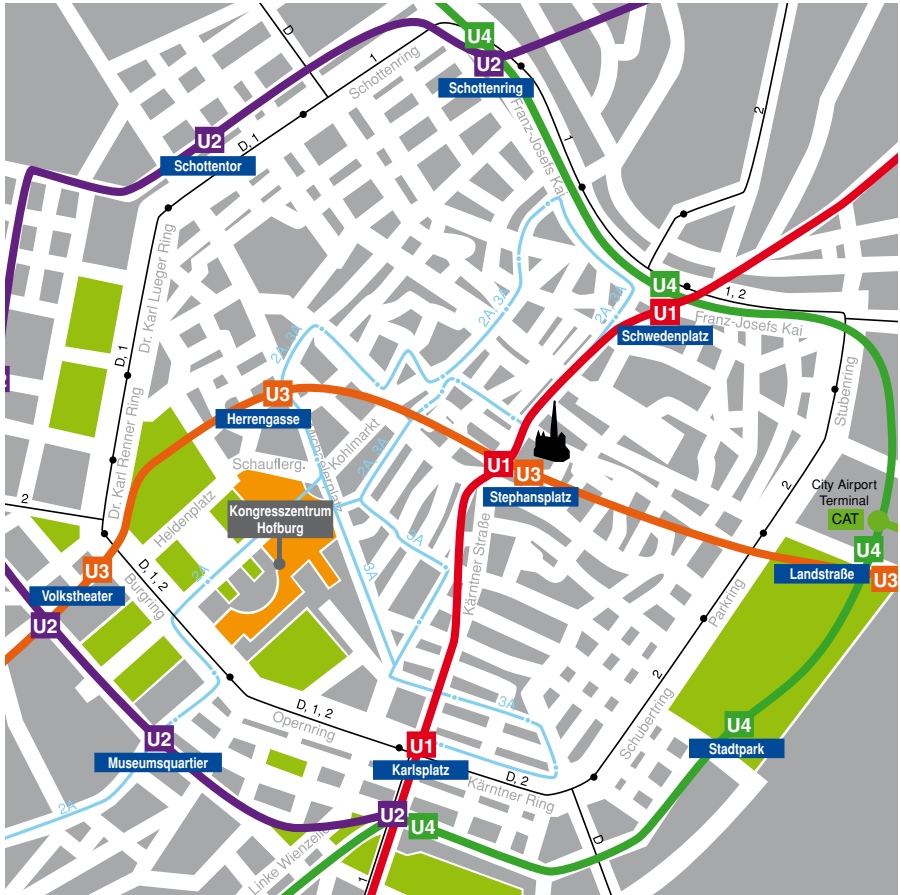 U4
D
U2
Schottenring
1
Schottenring
U2
Schottentor
D, 1
Franz-Josefs Kai
1
2
Dr. Karl Lueger Ring
2A, 3A
2A, 3A
2A, 3A
U4
1, 2
U1
Schwedenplatz
Franz-Josefs Kai
D, 1
U3
Herrengasse
Stubenring
Dr. Karl Renner Ring
Kohlmarkt
2A, 3A
Schauflerg.
U1
U3
Stephansplatz
2
Heldenplatz
Kongresszentrum
Hofburg
2
City Airport
Terminal
CAT
U4
Landstraße
U3
3A
Kärntner Straße
U3
Volkstheater
D, 1, 2
2A
3A
Burgring
U2
Parkring
2
3A
D, 1, 2
Opernring
Schubertring
U4
Stadtpark
U2
Museumsquartier
U1
Karlsplatz
D, 2
Kärntner Ring
2A
U2
U4
D
Linke Wienzeile
1